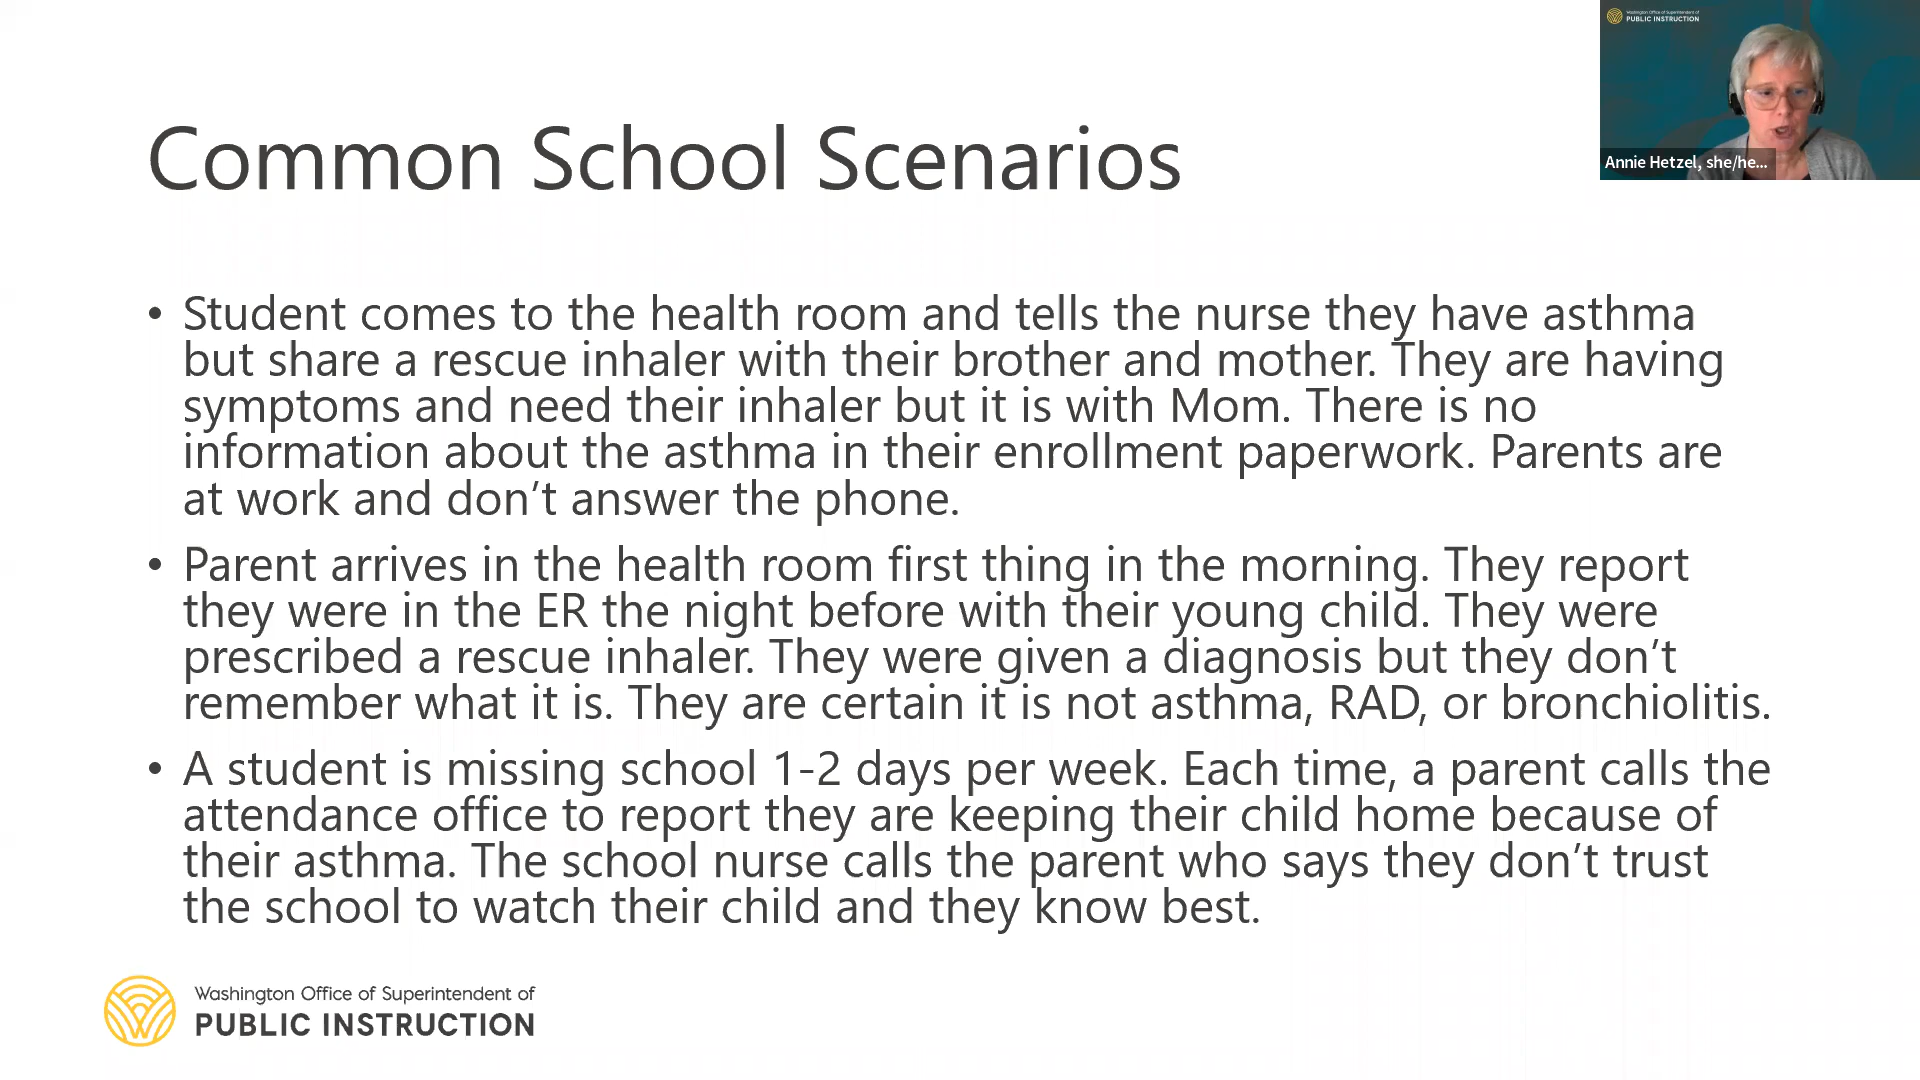 Washington Office of Superintendent of
PUBLIC INSTRUCTION
Annie Hetzel, she/he...
Common School Scenarios
• Student comes to the health room and tells the nurse they have asthma
but share a rescue inhaler with their brother and mother. They are having
symptoms and need their inhaler but it is with Mom. There is no
information about the asthma in their enrollment paperwork. Parents are
at work and don’t answer the phone.
• Parent arrives in the health room first thing in the morning. They report
they were in the ER the night before with their young child. They were
prescribed a rescue inhaler. They were given a diagnosis but they don’t
remember what it is. They are certain it is not asthma, RAD, or bronchiolitis.
• A student is missing school 1-2 days per week. Each time, a parent calls the
attendance office to report they are keeping their child home because of
their asthma. The school nurse calls the parent who says they don’t trust
the school to watch their child and they know best.
Washington Office of Superintendent of
PUBLIC INSTRUCTION